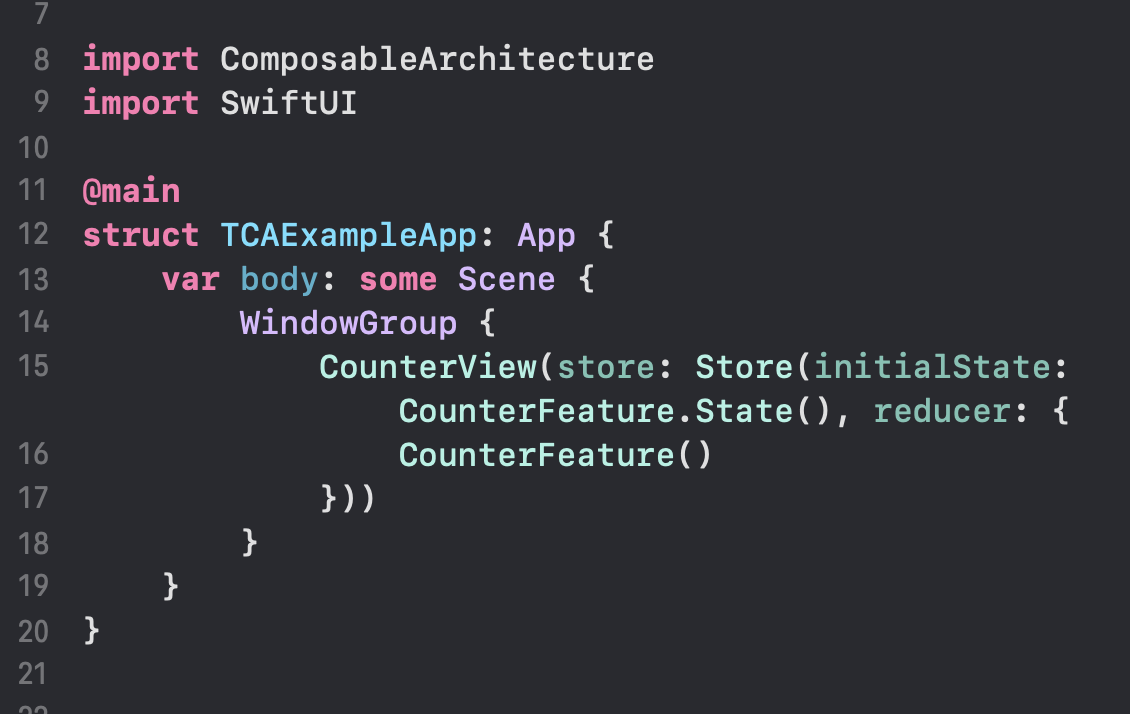 7
8 import ComposableArchitecture
9 import SwiftUI
10
11 @main
12 struct TCAExampleApp: App {
13     var body: some Scene {
14         WindowGroup {
15             CounterView(store: Store(initialState:
                CounterFeature.State(), reducer: {
16                 CounterFeature()
17             }))
18         }
19     }
20 }
21